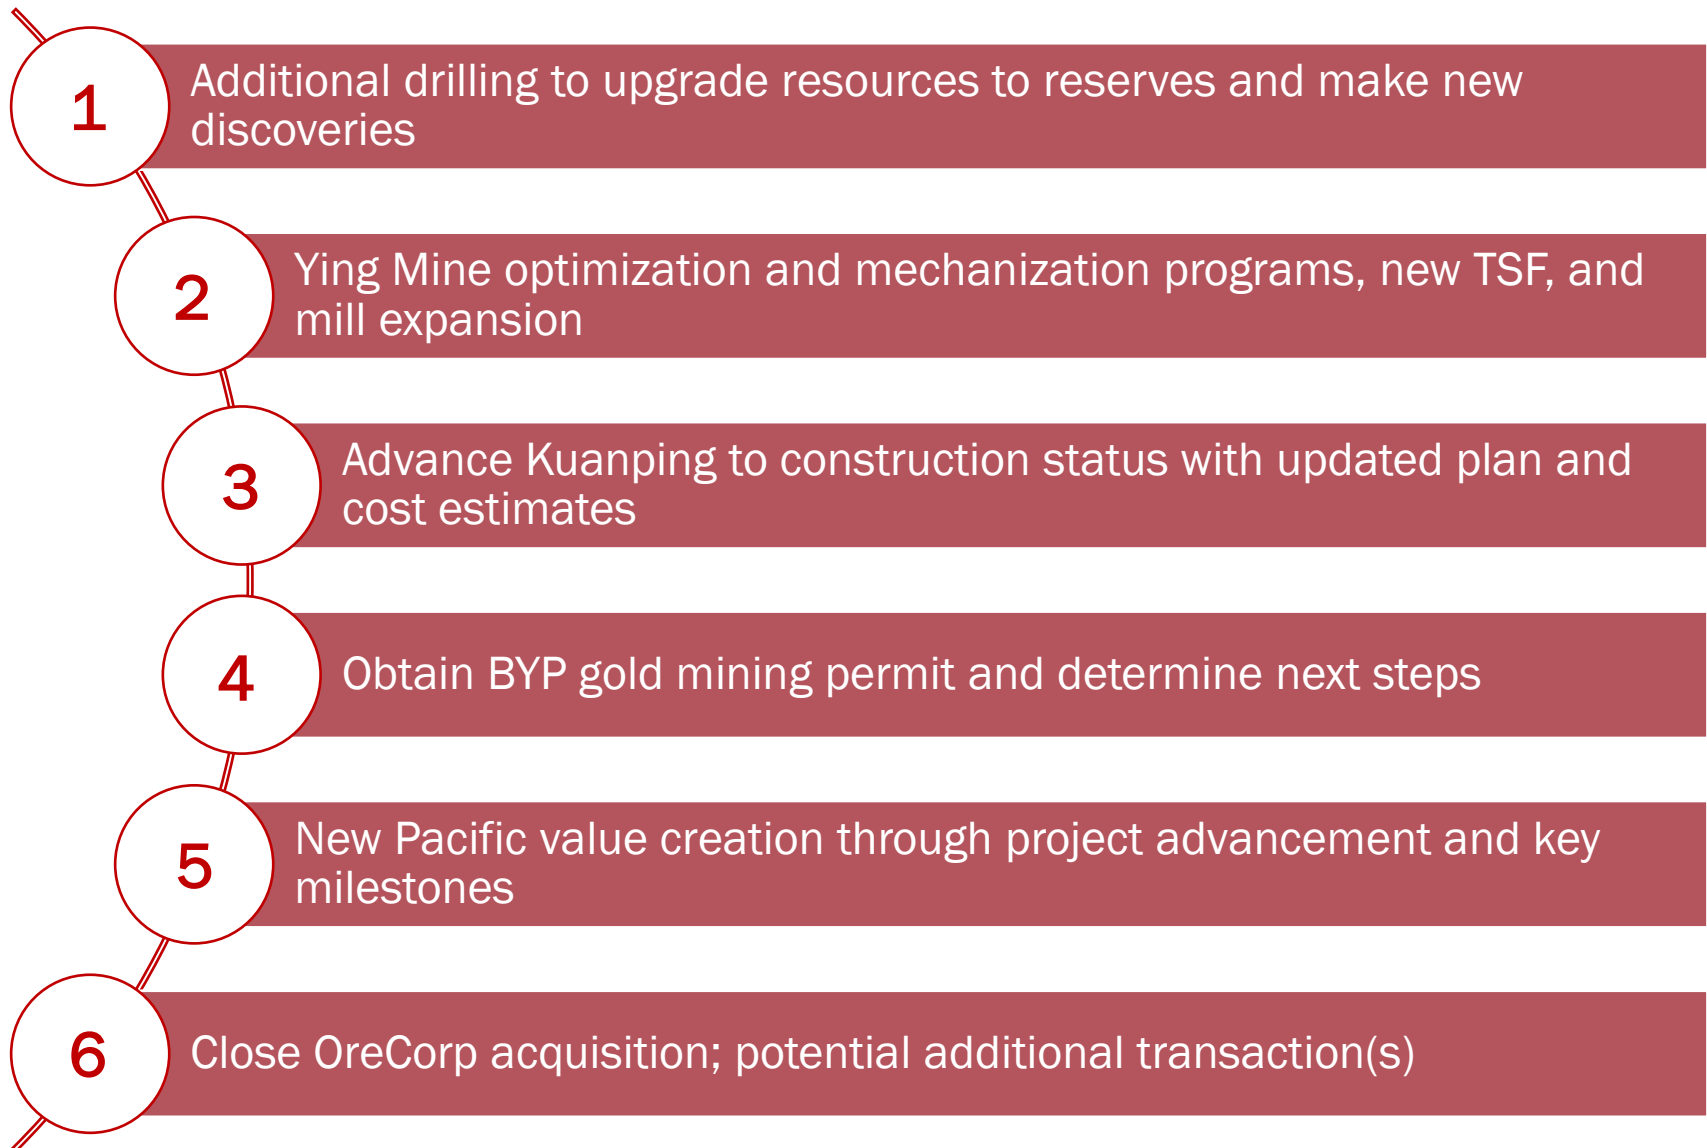 1
Additional drilling to upgrade resources to reserves and make new
discoveries
2
Ying Mine optimization and mechanization programs, new TSF, and
mill expansion
3
Advance Kuanping to construction status with updated plan and
cost estimates
4
Obtain BYP gold mining permit and determine next steps
5
New Pacific value creation through project advancement and key
milestones
6
Close OreCorp acquisition; potential additional transaction(s)